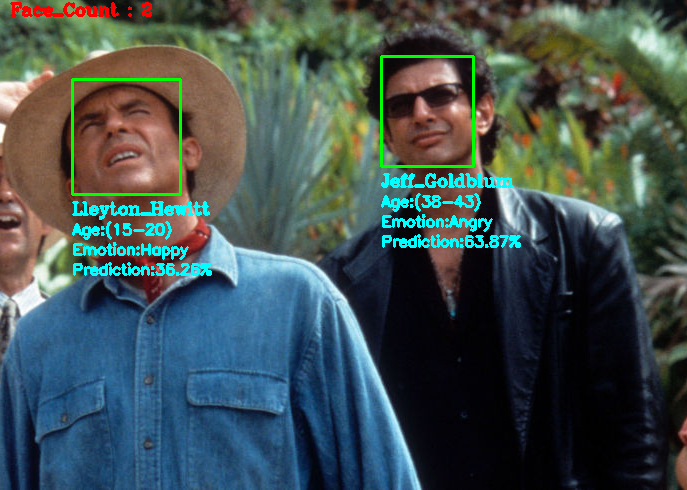 Face_Count : 2
Lleyton_Hewitt
Age:(15-20)
Emotion:Happy
Prediction:36.26%
Jeff_Goldblum
Age:(38-43)
Emotion:Angry
Prediction:63.87%